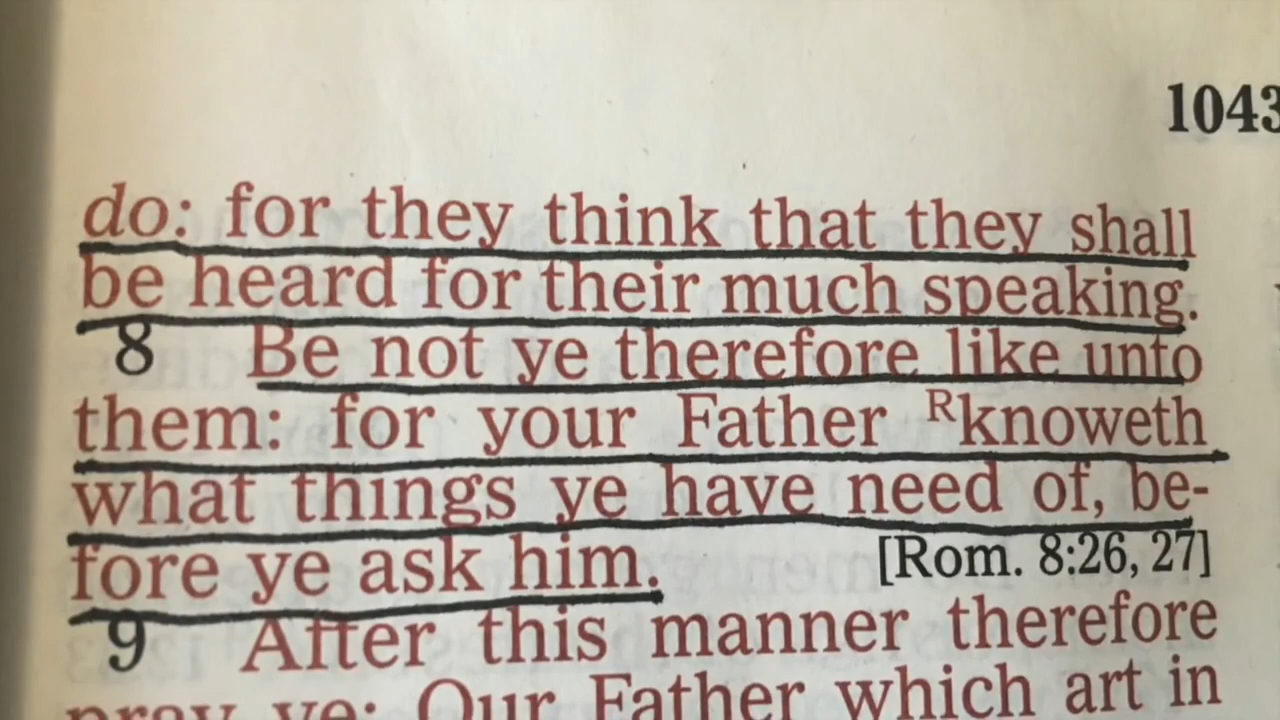 1043
do: for they think that they shall
be heard for their much speaking.
8 Be not ye therefore like unto
them: for your Father Rknoweth
what things ye have need of, be-
fore ye ask him. [Rom. 8:26, 27]
9 After this manner therefore
pray ye: Our Father which art in